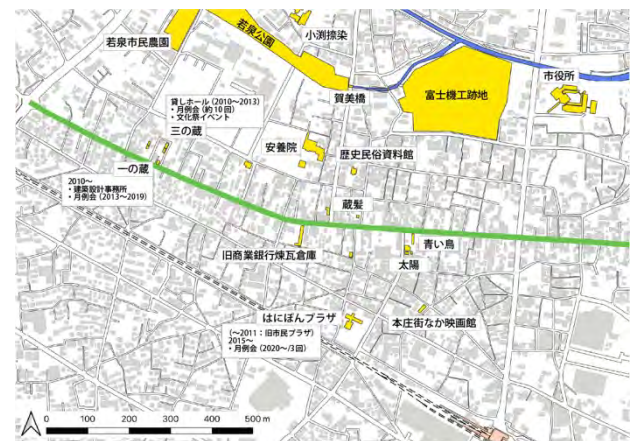 若泉市民農園
若泉公園
小渕捺染
賀美橋
富士機工跡地
市役所
貸しホール（2010～2013）
・月例会（約10回）
・文化祭イベント
三の蔵
安養院
歴史民俗資料館
一の蔵
2010～
・建築設計事務所
・月例会（2013～2019）
蔵髪
青い鳥
旧商業銀行煉瓦倉庫
太陽
はにぽんプラザ
（～2011：旧市民プラザ）
2015～
・月例会（2020～/3回）
本庄街なか映画館
0 100 200 300 400 500 m